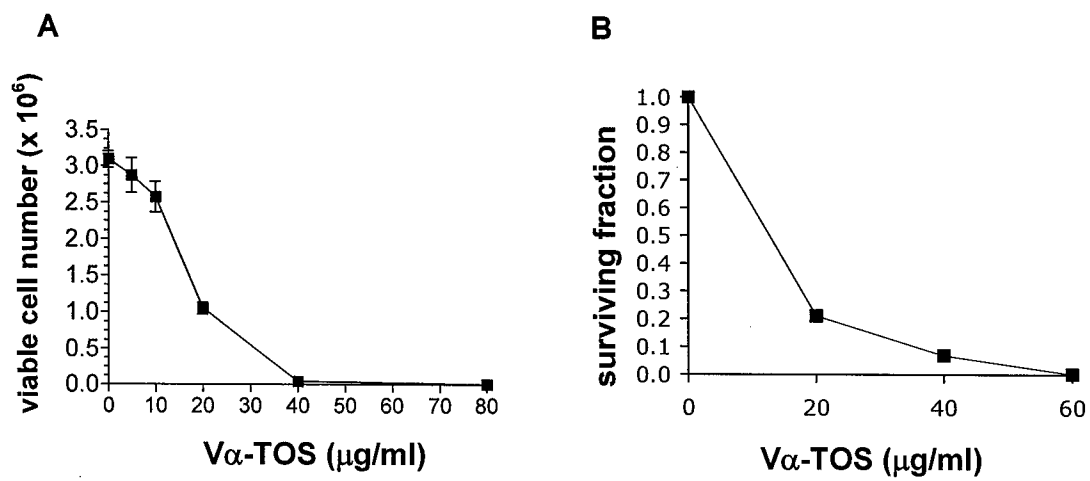 A
viable cell number (x 10⁶)
3.5
3.0
2.5
2.0
1.5
1.0
0.5
0.0
0 10 20 30 40 50 60 70 80
Vα-TOS (μg/ml)
B
surviving fraction
1.0
0.9
0.8
0.7
0.6
0.5
0.4
0.3
0.2
0.1
0.0
0 20 40 60
Vα-TOS (μg/ml)